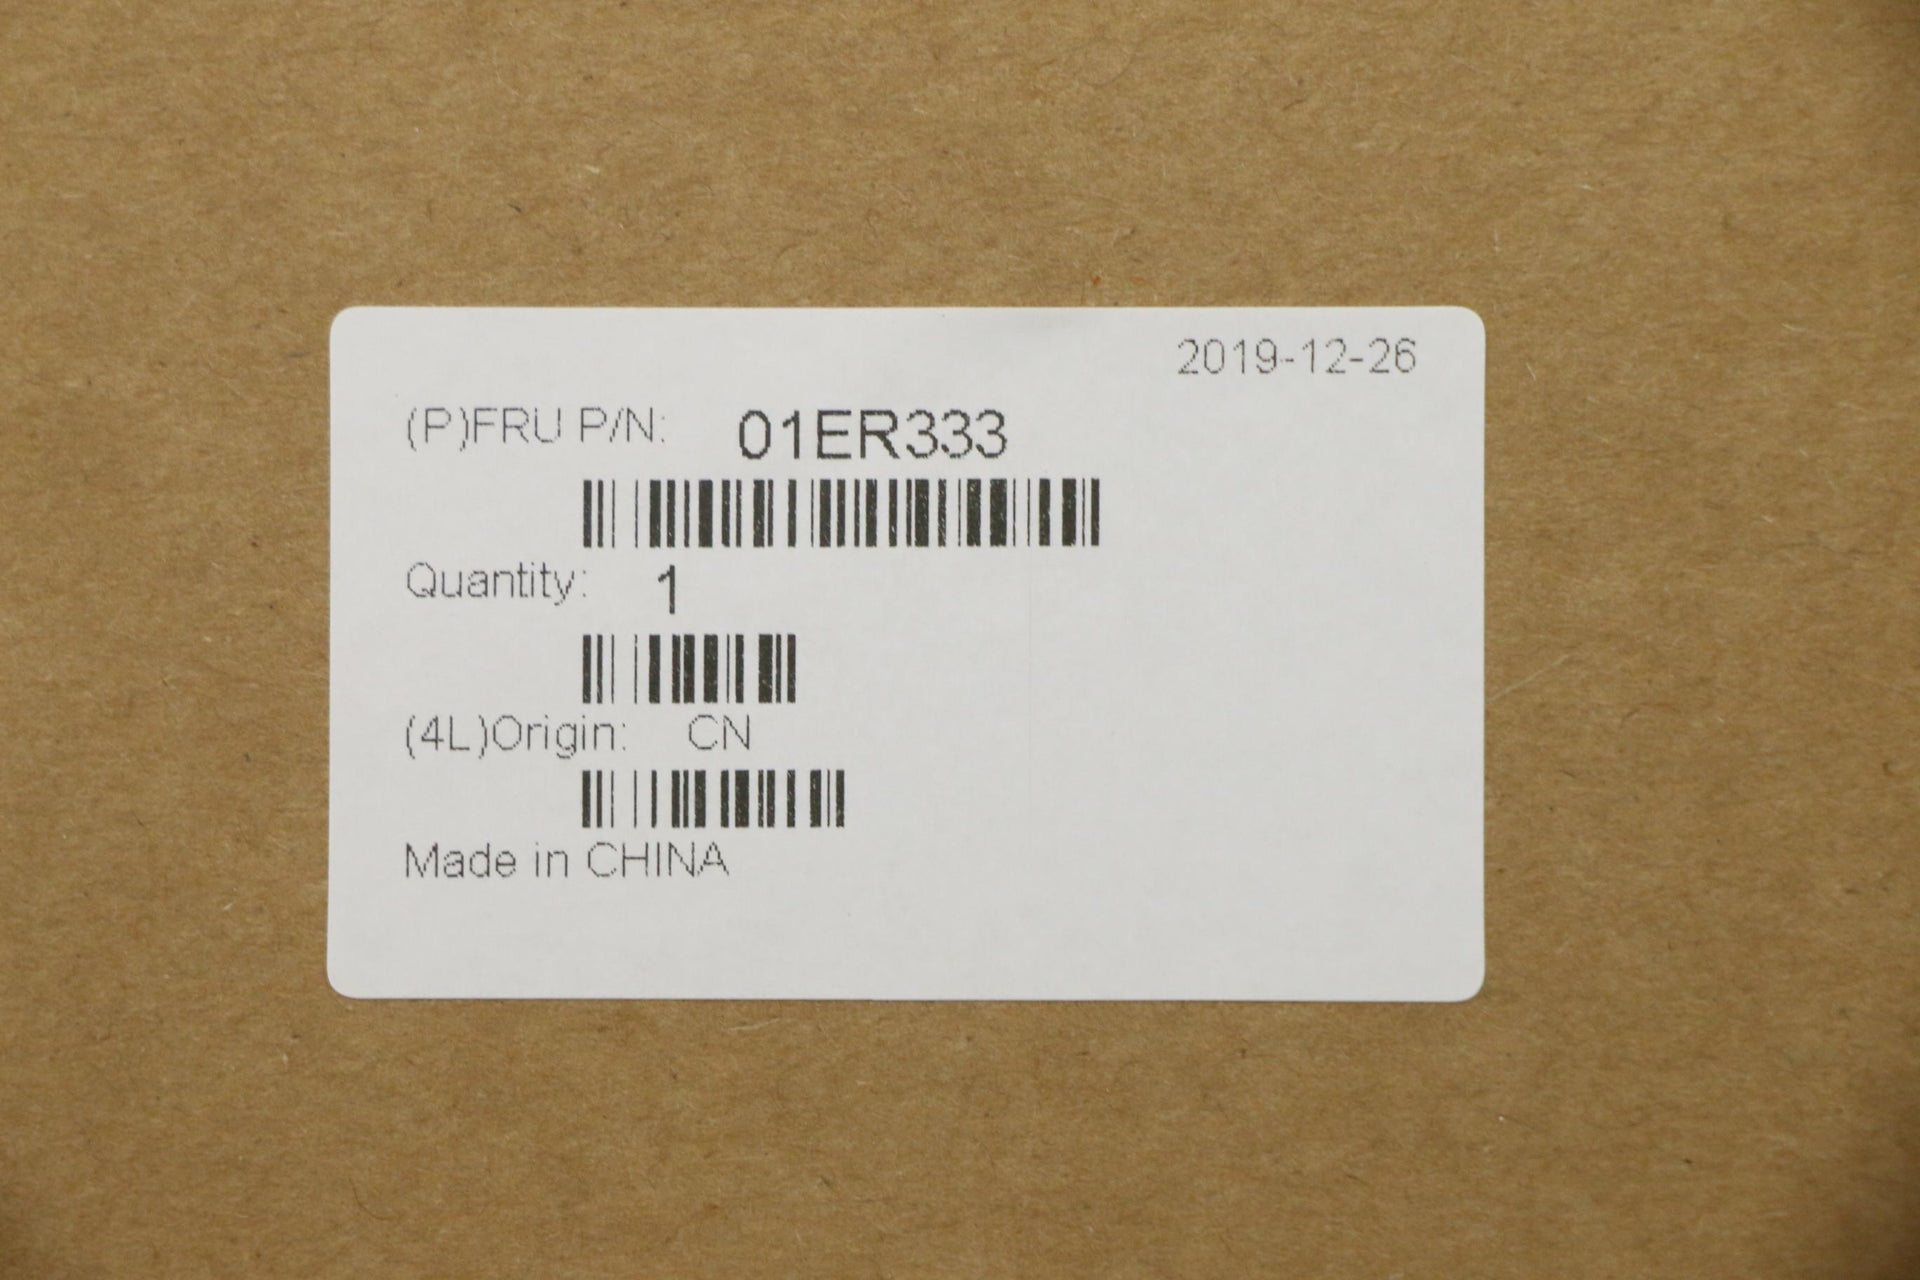 2019-12-26
(P)FRU P/N: 01ER333
Quantity: 1
(4L)Origin: CN
Made in CHINA